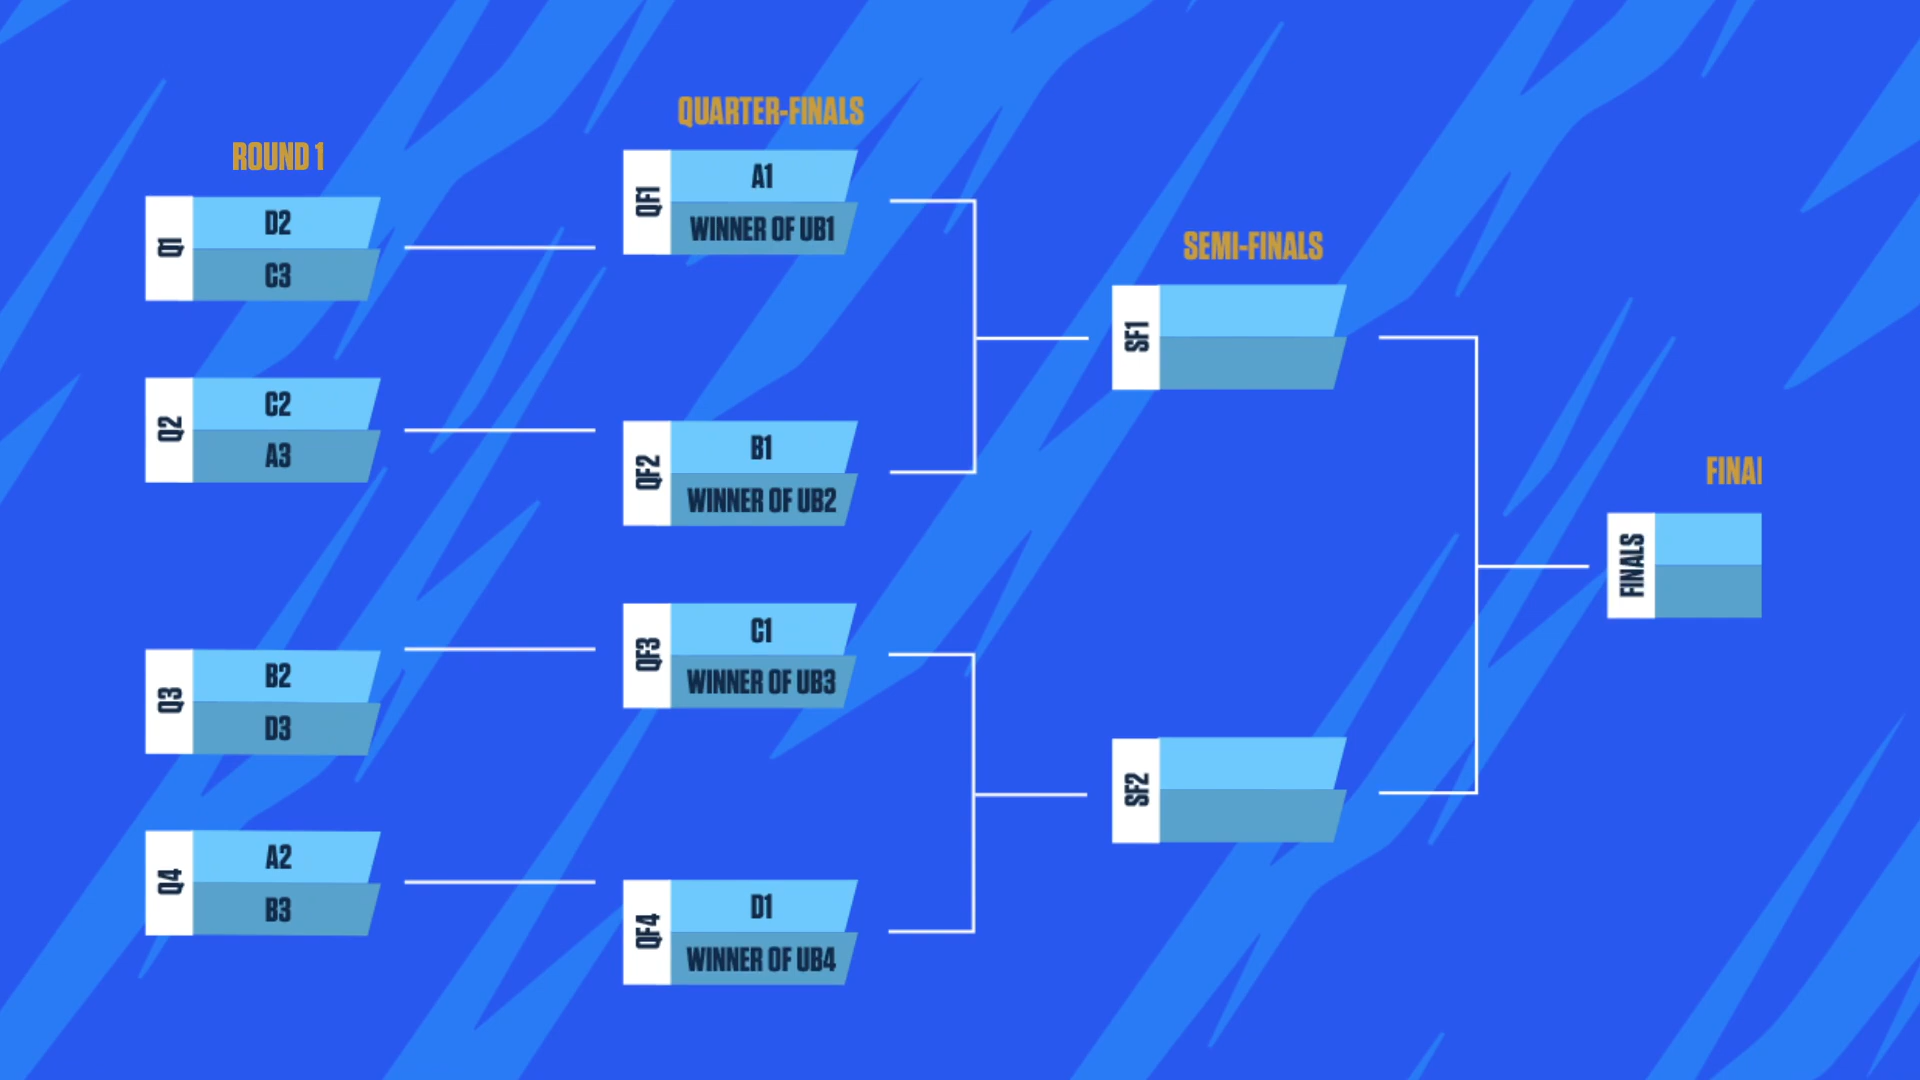 ROUND 1
Q1
D2
C3
Q2
C2
A3
Q3
B2
D3
Q4
A2
B3
QUARTER-FINALS
QF1
A1
WINNER OF UB1
QF2
B1
WINNER OF UB2
QF3
C1
WINNER OF UB3
QF4
D1
WINNER OF UB4
SEMI-FINALS
SF1
SF2
FINA
FINALS